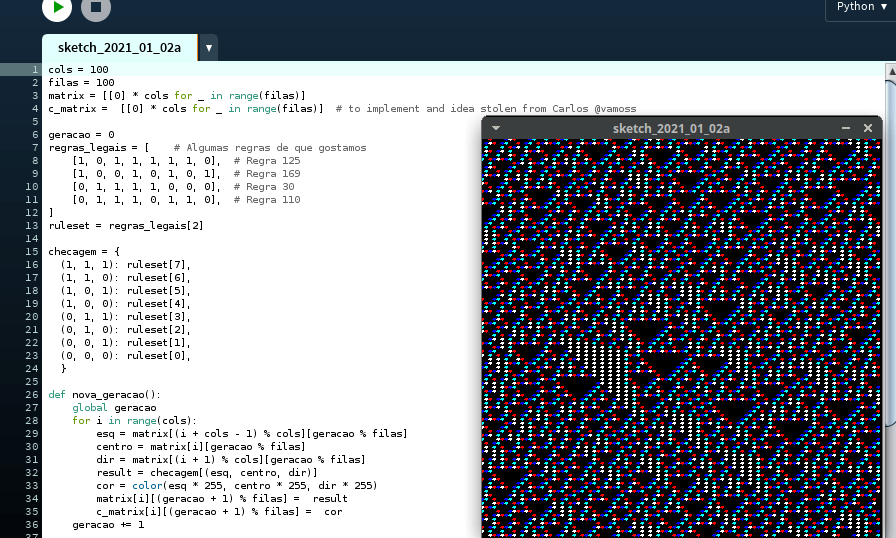 Python ▼
sketch_2021_01_02a ▼
1 cols = 100
2 filas = 100
3 matrix = [[0] * cols for _ in range(filas)]
4 c_matrix =  [[0] * cols for _ in range(filas)]  # to implement and idea stolen from Carlos @vamoss
5
6 geracao = 0
7 regras_legais = [    # Algumas regras de que gostamos
8     [1, 0, 1, 1, 1, 1, 1, 0],  # Regra 125
9     [1, 0, 0, 1, 0, 1, 0, 1],  # Regra 169
10     [0, 1, 1, 1, 1, 0, 0, 0],  # Regra 30
11     [0, 1, 1, 1, 0, 1, 1, 0],  # Regra 110
12 ]
13 ruleset = regras_legais[2]
14
15 checagem = {
16   (1, 1, 1): ruleset[7],
17   (1, 1, 0): ruleset[6],
18   (1, 0, 1): ruleset[5],
19   (1, 0, 0): ruleset[4],
20   (0, 1, 1): ruleset[3],
21   (0, 1, 0): ruleset[2],
22   (0, 0, 1): ruleset[1],
23   (0, 0, 0): ruleset[0],
24   }
25
26 def nova_geracao():
27     global geracao
28     for i in range(cols):
29         esq = matrix[(i + cols - 1) % cols][geracao % filas]
30         centro = matrix[i][geracao % filas]
31         dir = matrix[(i + 1) % cols][geracao % filas]
32         result = checagem[(esq, centro, dir)]
33         cor = color(esq * 255, centro * 255, dir * 255)
34         matrix[i][(geracao + 1) % filas] =  result
35         c_matrix[i][(geracao + 1) % filas] =  cor
36     geracao += 1
37
sketch_2021_01_02a